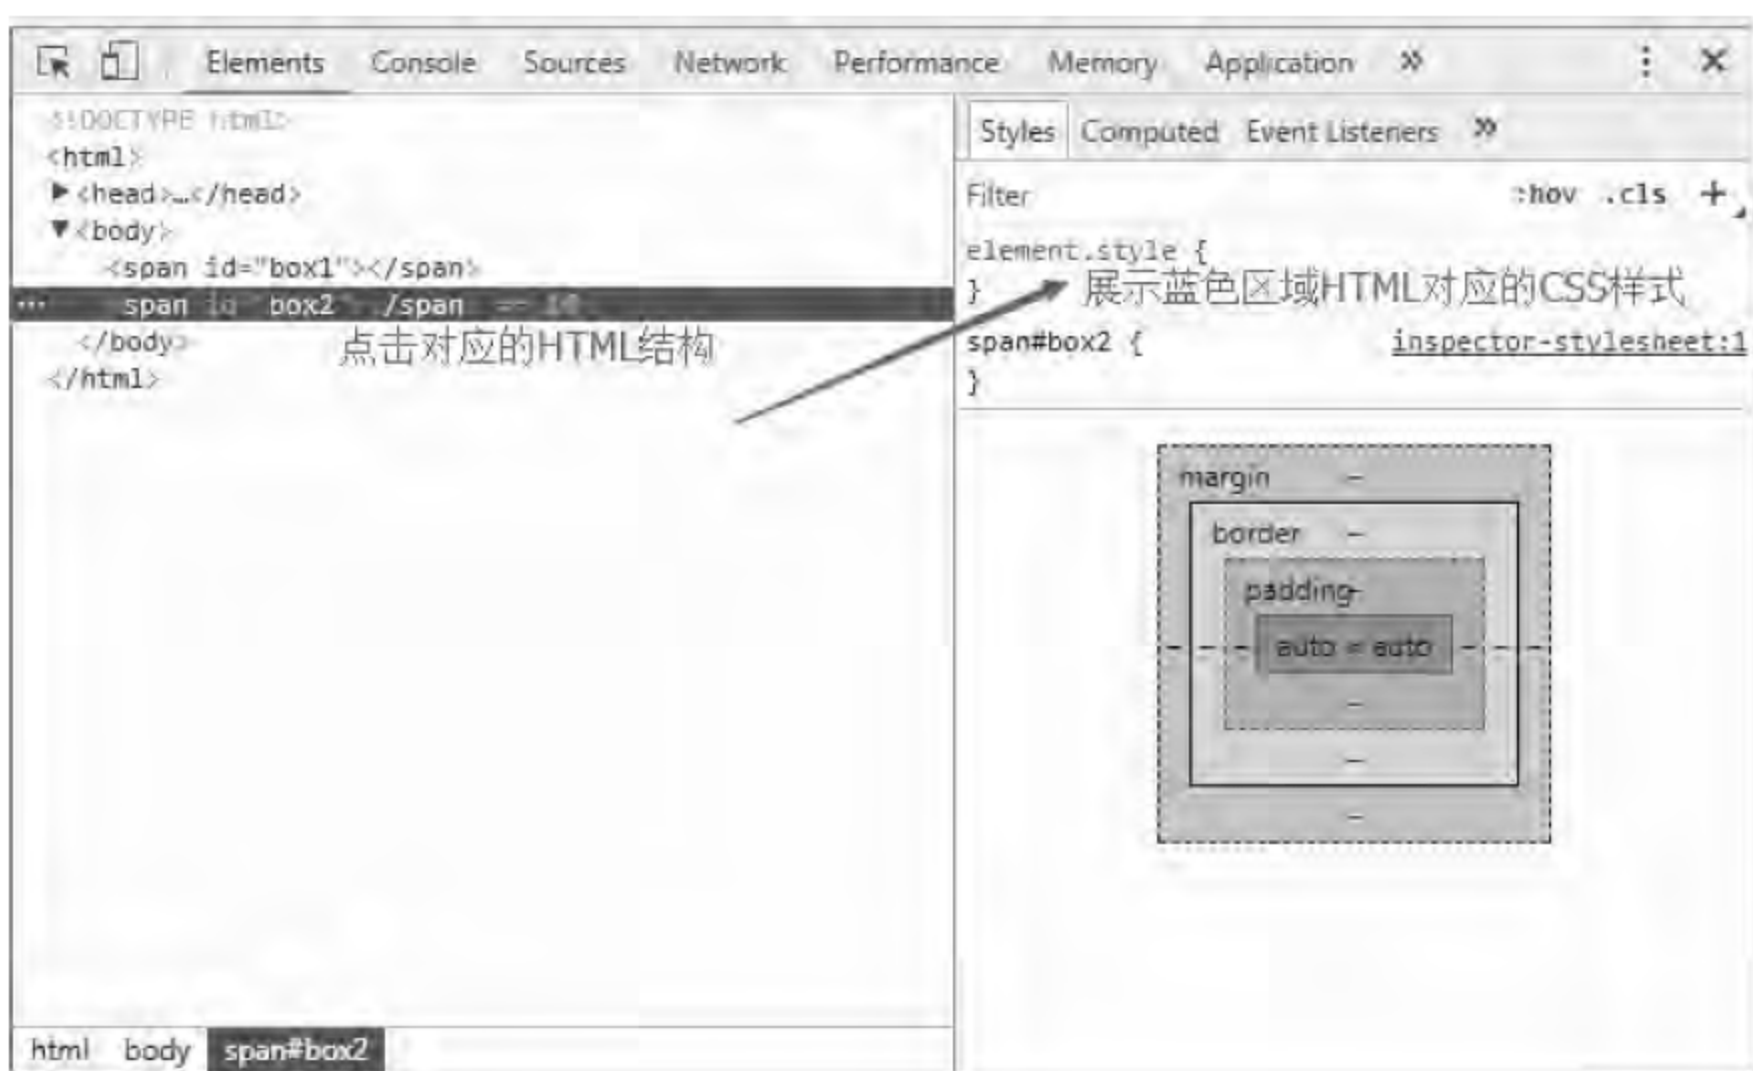 Elements Console Sources Network Performance Memory Application »
<!DOCTYPE html>
<html>
▶<head>…</head>
▼<body>
<span id="box1"></span>
… span id box2 /span == $0
</body>
点击对应的HTML结构
</html>
html body span#box2
Styles Computed Event Listeners »
Filter :hov .cls +
element.style {
} 展示蓝色区域HTML对应的CSS样式
span#box2 { inspector-stylesheet:1
}
margin –
border –
padding–
auto × auto
–
–
–